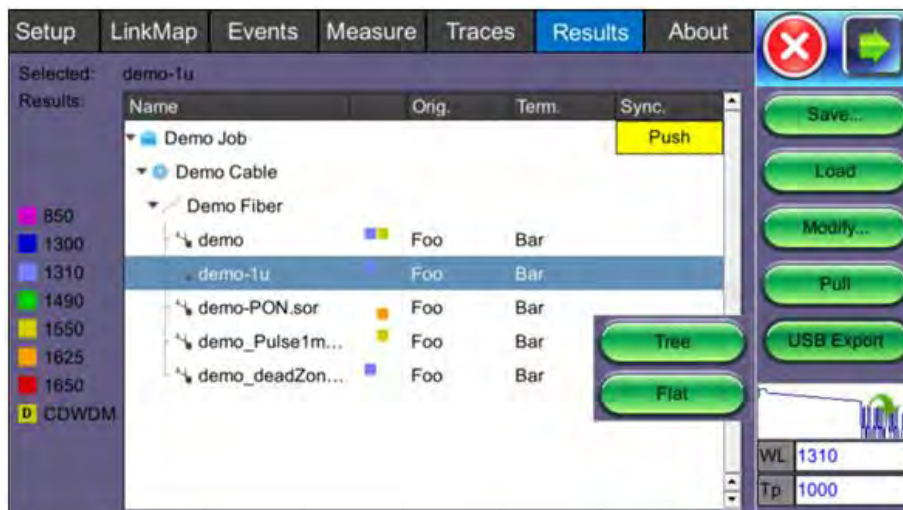 Setup LinkMap Events Measure Traces Results About
Selected: demo-1u
Results:
Name Orig. Term. Sync.
Demo Job Push
Demo Cable
Demo Fiber
demo Foo Bar
demo-1u Foo Bar
demo-PON.sor Foo Bar
demo_Pulse1m... Foo Bar
demo_deadZon... Foo Bar
850
1300
1310
1490
1550
1625
1650
D CDWDM
Tree
Flat
Save...
Load
Modify...
Pull
USB Export
WL 1310
Tp 1000